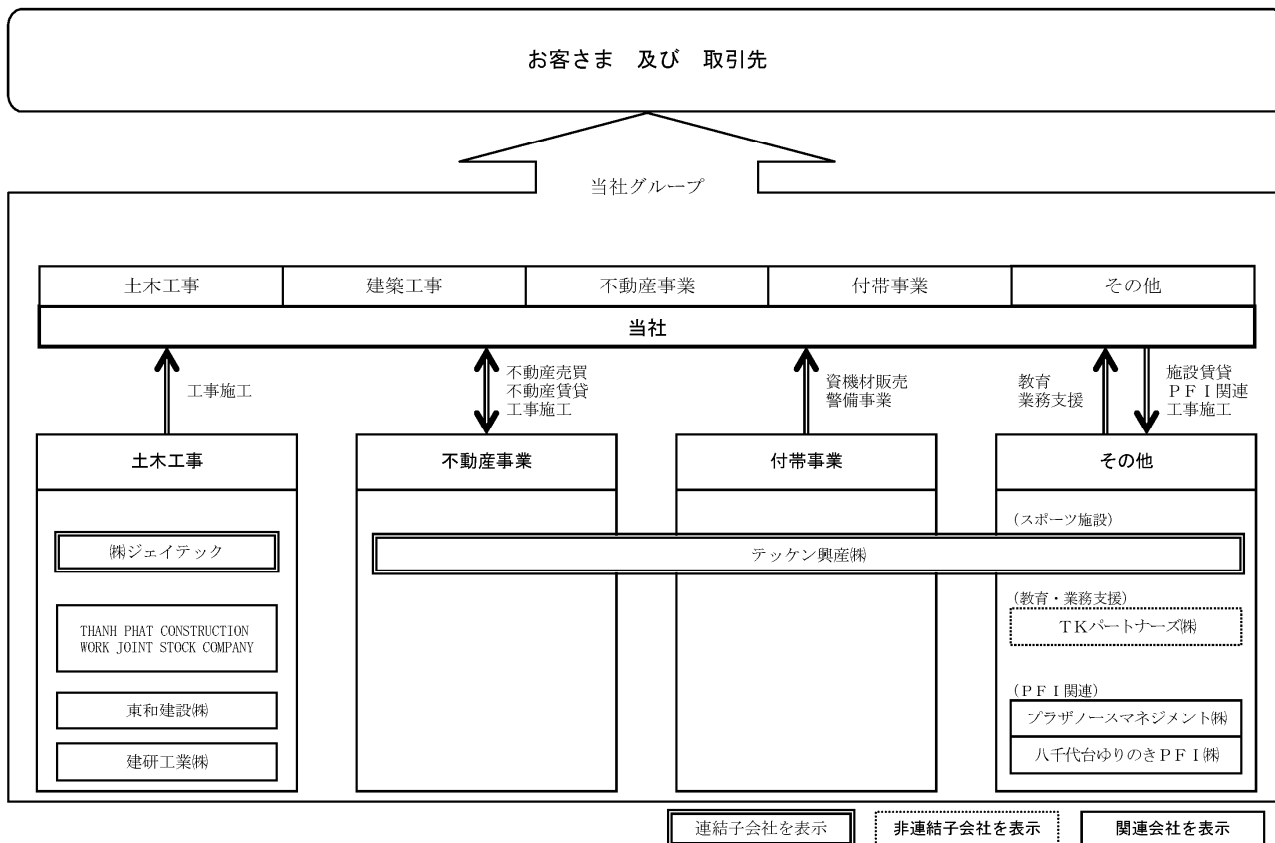 お客さま 及び 取引先
当社グループ
土木工事 建築工事 不動産事業 付帯事業 その他
当社
工事施工
不動産売買
不動産賃貸
工事施工
資機材販売
警備事業
教育
業務支援
施設賃貸
ＰＦＩ関連
工事施工
土木工事 不動産事業 付帯事業 その他
㈱ジェイテック
THANH PHAT CONSTRUCTION
WORK JOINT STOCK COMPANY
東和建設㈱
建研工業㈱
(スポーツ施設)
テッケン興産㈱
(教育・業務支援)
ＴＫパートナーズ㈱
(ＰＦＩ関連)
プラザノースマネジメント㈱
八千代台ゆりのきＰＦＩ㈱
連結子会社を表示 非連結子会社を表示 関連会社を表示